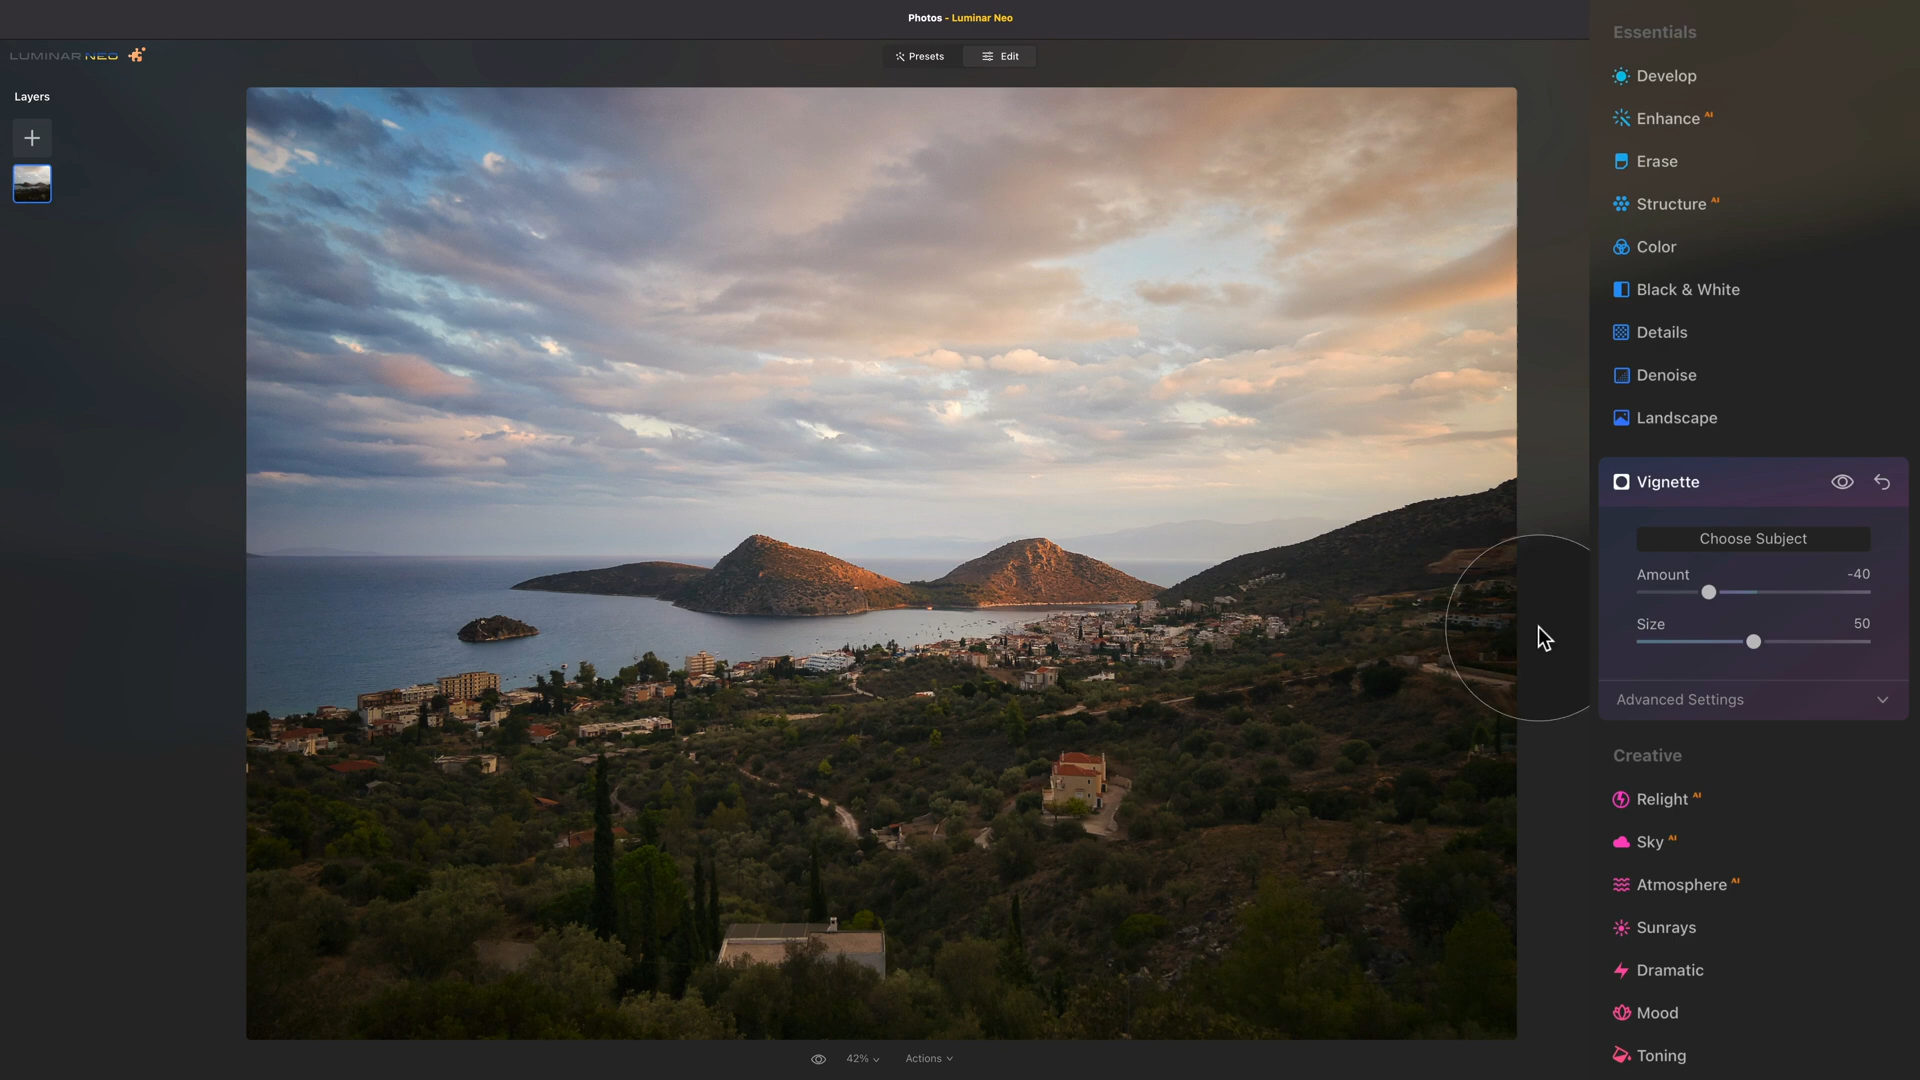 Photos - Luminar Neo
LUMINAR NEO
Presets
Edit
Layers
Essentials
Develop
Enhance AI
Erase
Structure AI
Color
Black & White
Details
Denoise
Landscape
Vignette
Choose Subject
Amount -40
Size 50
Advanced Settings
Creative
Relight AI
Sky AI
Atmosphere AI
Sunrays
Dramatic
Mood
Toning
42%
Actions